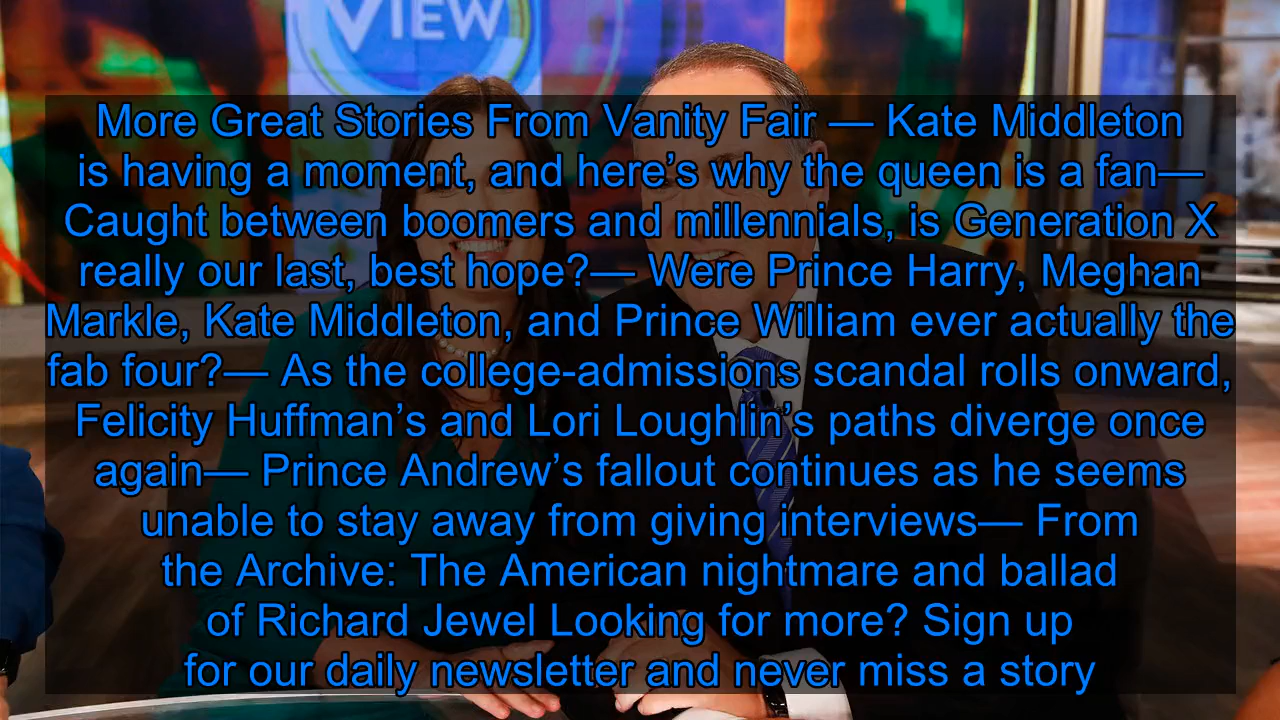 VIEW
More Great Stories From Vanity Fair — Kate Middleton
is having a moment, and here’s why the queen is a fan—
Caught between boomers and millennials, is Generation X
really our last, best hope?— Were Prince Harry, Meghan
Markle, Kate Middleton, and Prince William ever actually the
fab four?— As the college-admissions scandal rolls onward,
Felicity Huffman’s and Lori Loughlin’s paths diverge once
again— Prince Andrew’s fallout continues as he seems
unable to stay away from giving interviews— From
the Archive: The American nightmare and ballad
of Richard Jewel Looking for more? Sign up
for our daily newsletter and never miss a story